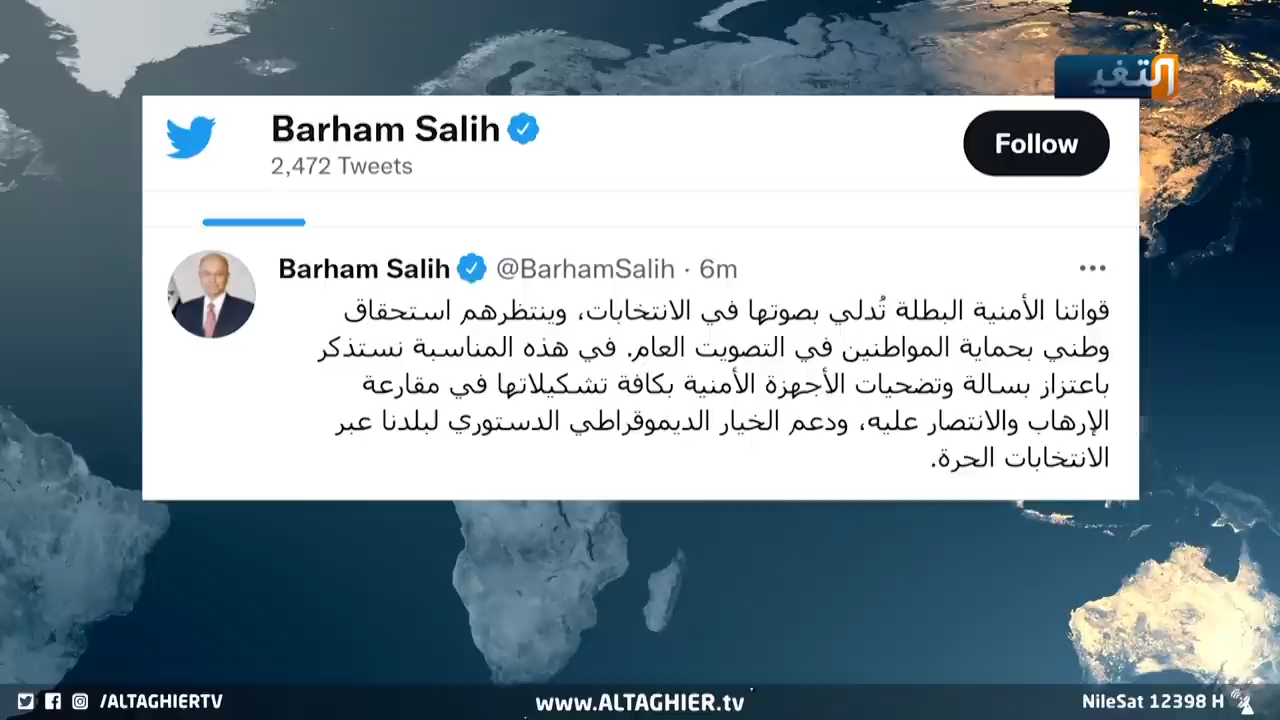 التغيير
Barham Salih
2,472 Tweets
Follow
Barham Salih @BarhamSalih · 6m
قواتنا الأمنية البطلة تُدلي بصوتها في الانتخابات، وينتظرهم استحقاق
وطني بحماية المواطنين في التصويت العام. في هذه المناسبة نستذكر
باعتزاز بسالة وتضحيات الأجهزة الأمنية بكافة تشكيلاتها في مقارعة
الإرهاب والانتصار عليه، ودعم الخيار الديموقراطي الدستوري لبلدنا عبر
الانتخابات الحرة.
/ALTAGHIERTV
www.ALTAGHIER.tv
NileSat 12398 H